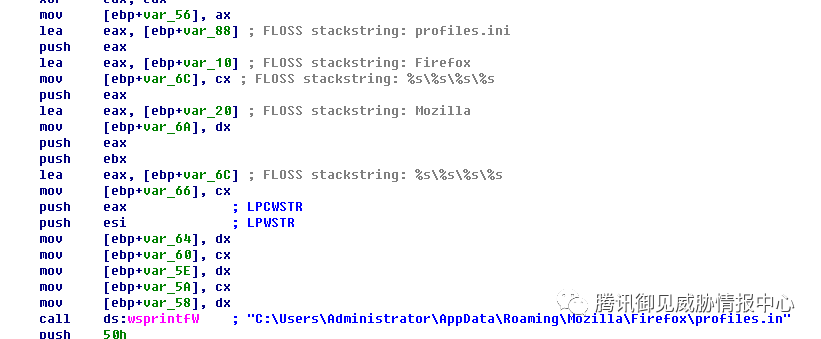 mov [ebp+var_56], ax
lea eax, [ebp+var_88] ; FLOSS stackstring: profiles.ini
push eax
lea eax, [ebp+var_10] ; FLOSS stackstring: Firefox
mov [ebp+var_6C], cx ; FLOSS stackstring: %s\%s\%s\%s
push eax
lea eax, [ebp+var_20] ; FLOSS stackstring: Mozilla
mov [ebp+var_6A], dx
push eax
push ebx
lea eax, [ebp+var_6C] ; FLOSS stackstring: %s\%s\%s\%s
mov [ebp+var_66], cx
push eax ; LPCWSTR
push esi ; LPWSTR
mov [ebp+var_64], dx
mov [ebp+var_60], cx
mov [ebp+var_5E], dx
mov [ebp+var_5A], cx
mov [ebp+var_58], dx
腾讯御见威胁情报中心
call ds:wsprintfW ; "C:\Users\Administrator\AppData\Roaming\Mozilla\Firefox\profiles.in"
push 50h